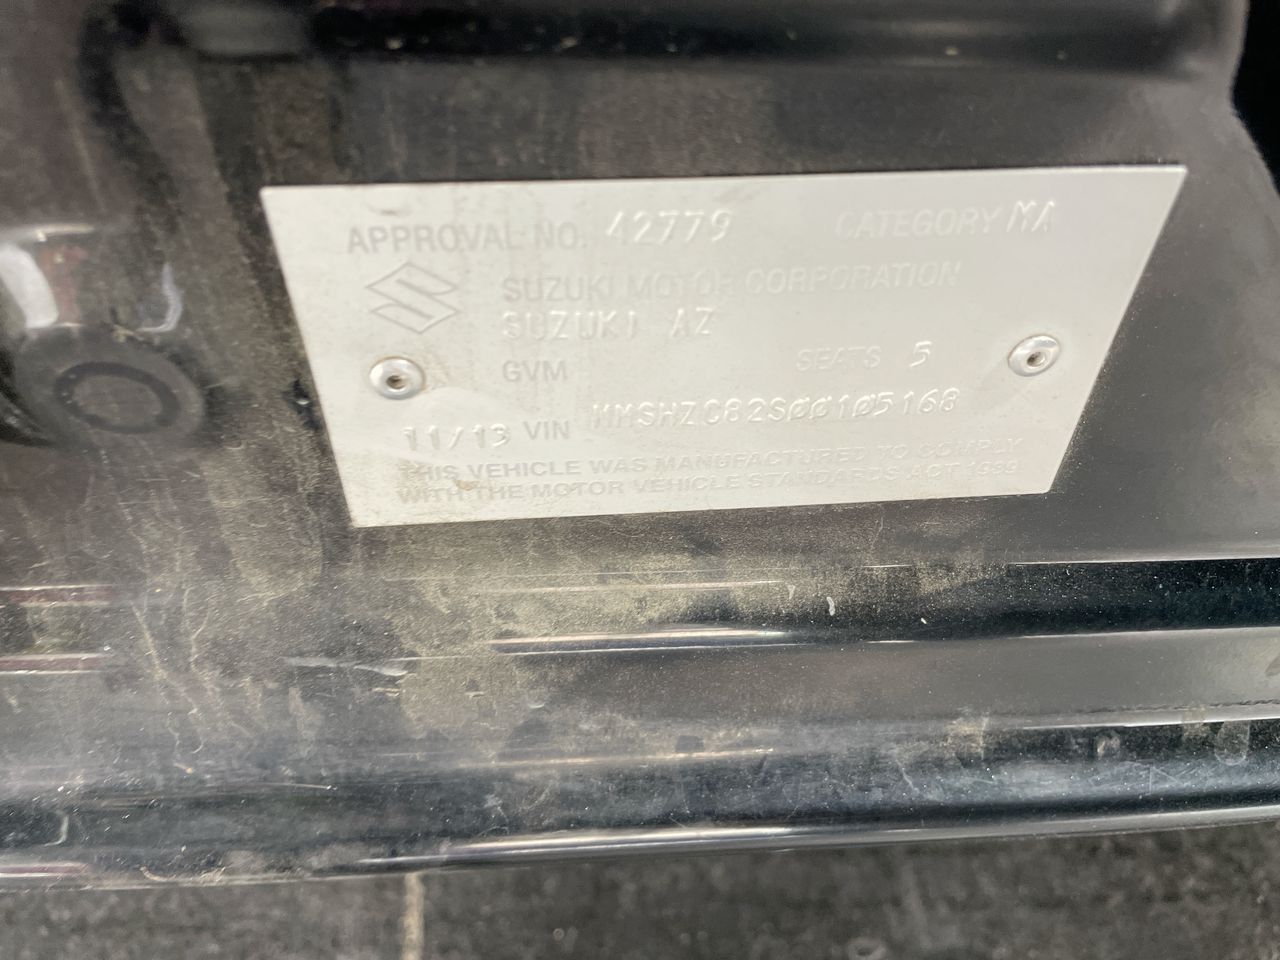 APPROVAL NO. 42779 CATEGORY MA
SUZUKI MOTOR CORPORATION
SUZUKI AZ
GVM SEATS 5
11/13 VIN MMSHZC82S00105168
THIS VEHICLE WAS MANUFACTURED TO COMPLY
WITH THE MOTOR VEHICLE STANDARDS ACT 1989